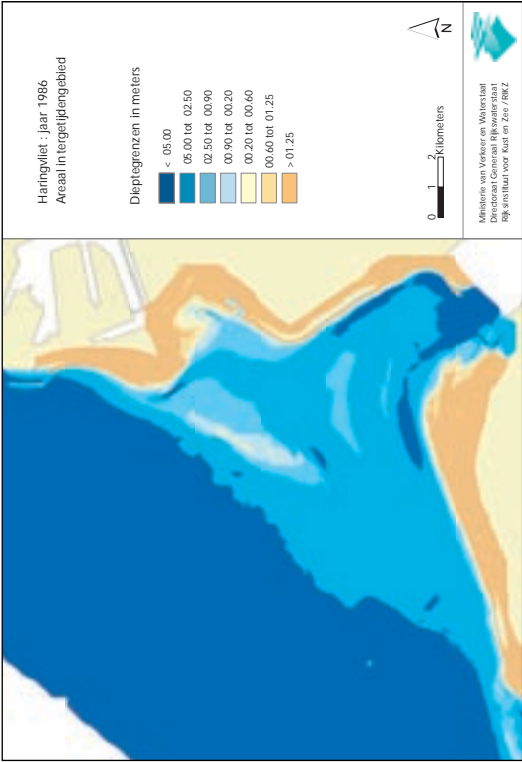 Haringvliet : jaar 1986
Areaal in tergetijdengebied
Dieptegrenzen in meters
< 05.00
05.00 tot 02.50
02.50 tot 00.90
00.90 tot 00.20
00.20 tot 00.60
00.60 tot 01.25
> 01.25
N
0 1 2 Kilometers
Ministerie van Verkeer en Waterstaat
Directoraat Generaal Rijkswaterstaat
Rijksinstituut voor Kust en Zee / RIKZ